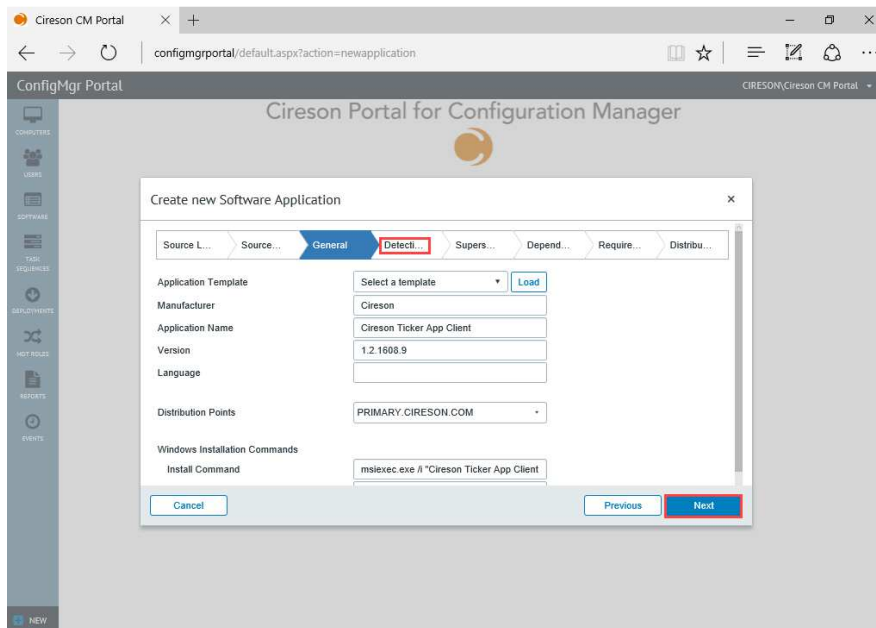 Cireson CM Portal
configmgrportal/default.aspx?action=newapplication
ConfigMgr Portal
CIRESON\Cireson CM Portal
Cireson Portal for Configuration Manager
COMPUTERS
USERS
SOFTWARE
TASK
SEQUENCES
DEPLOYMENTS
HOT ROLES
REPORTS
EVENTS
NEW
Create new Software Application
Source L... Source... General Detecti... Supers... Depend... Require... Distribu...
Application Template Select a template Load
Manufacturer Cireson
Application Name Cireson Ticker App Client
Version 1.2.1608.9
Language
Distribution Points PRIMARY.CIRESON.COM
Windows Installation Commands
Install Command msiexec.exe /i "Cireson Ticker App Client
Cancel Previous Next